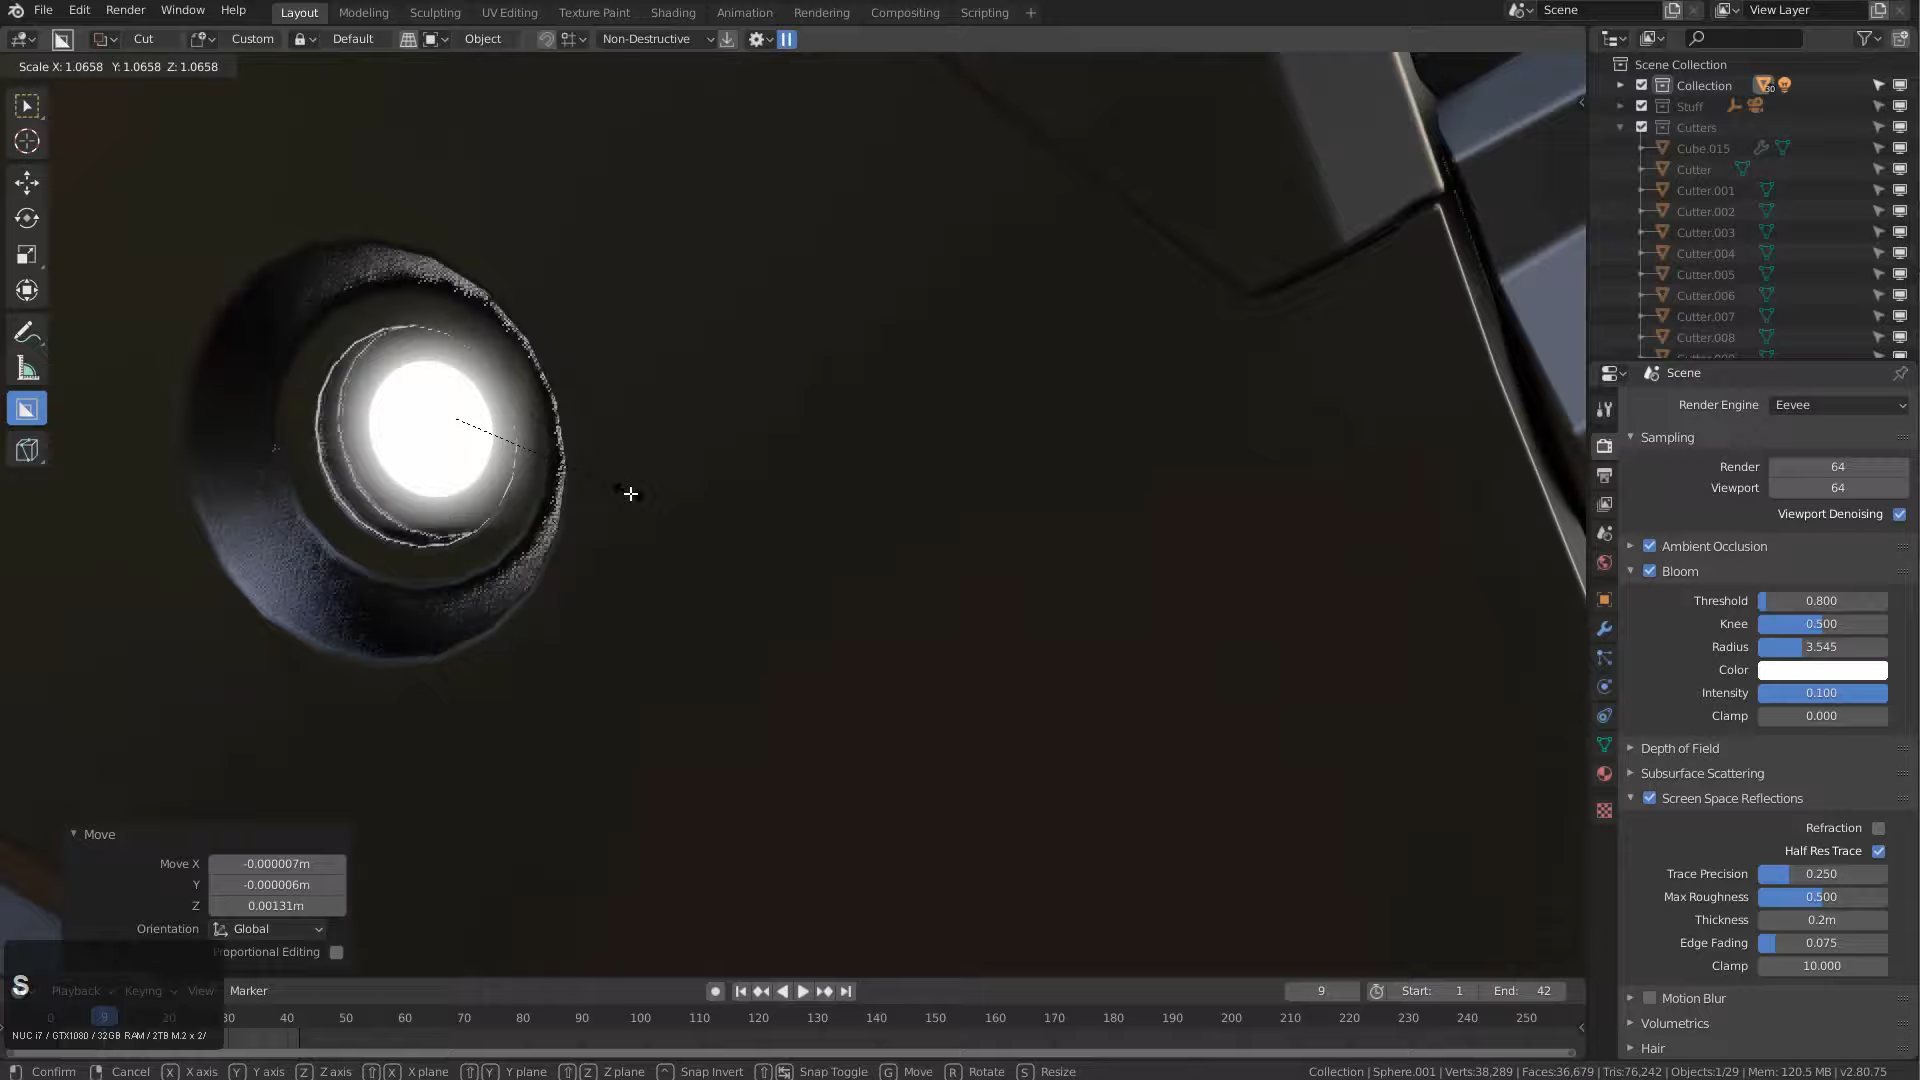 File Edit Render Window Help Layout Modeling Sculpting UV Editing Texture Paint Shading Animation Rendering Compositing Scripting + Scene View Layer
Cut Custom Default Object Non-Destructive
Scale X: 1.0658 Y: 1.0658 Z: 1.0658
Scene Collection
Collection 30
Stuff
Cutters
Cube.015
Cutter
Cutter.001
Cutter.002
Cutter.003
Cutter.004
Cutter.005
Cutter.006
Cutter.007
Cutter.008
Scene
Render Engine Eevee
Sampling
Render 64
Viewport 64
Viewport Denoising
Ambient Occlusion
Bloom
Threshold 0.800
Knee 0.500
Radius 3.545
Color
Intensity 0.100
Clamp 0.000
Depth of Field
Subsurface Scattering
Screen Space Reflections
Refraction
Half Res Trace
Trace Precision 0.250
Max Roughness 0.500
Thickness 0.2m
Edge Fading 0.075
Clamp 10.000
Motion Blur
Volumetrics
Hair
Move
Move X -0.000007m
Y -0.000006m
Z 0.00131m
Orientation Global
Proportional Editing
S
Playback Keying View Marker 9 Start: 1 End: 42
0 9 20 30 40 50 60 70 80 90 100 110 120 130 140 150 160 170 180 190 200 210 220 230 240 250
NUC i7 / GTX1080 / 32GB RAM / 2TB M.2 x 2/
Confirm Cancel X X axis Y Y axis Z Z axis X X plane Y Y plane Z Z plane Snap Invert Snap Toggle G Move R Rotate S Resize Collection | Sphere.001 | Verts:38,289 | Faces:36,679 | Tris:76,242 | Objects:1/29 | Mem: 120.5 MB | v2.80.75